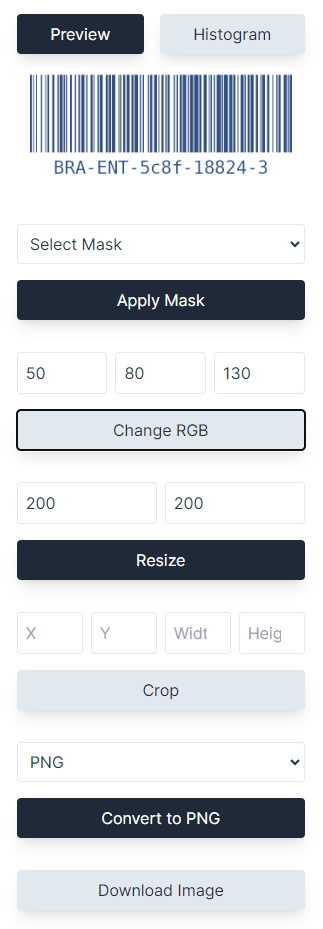 Preview Histogram
BRA-ENT-5c8f-18824-3
Select Mask
Apply Mask
50 80 130
Change RGB
200 200
Resize
X Y Widt Heig
Crop
PNG
Convert to PNG
Download Image